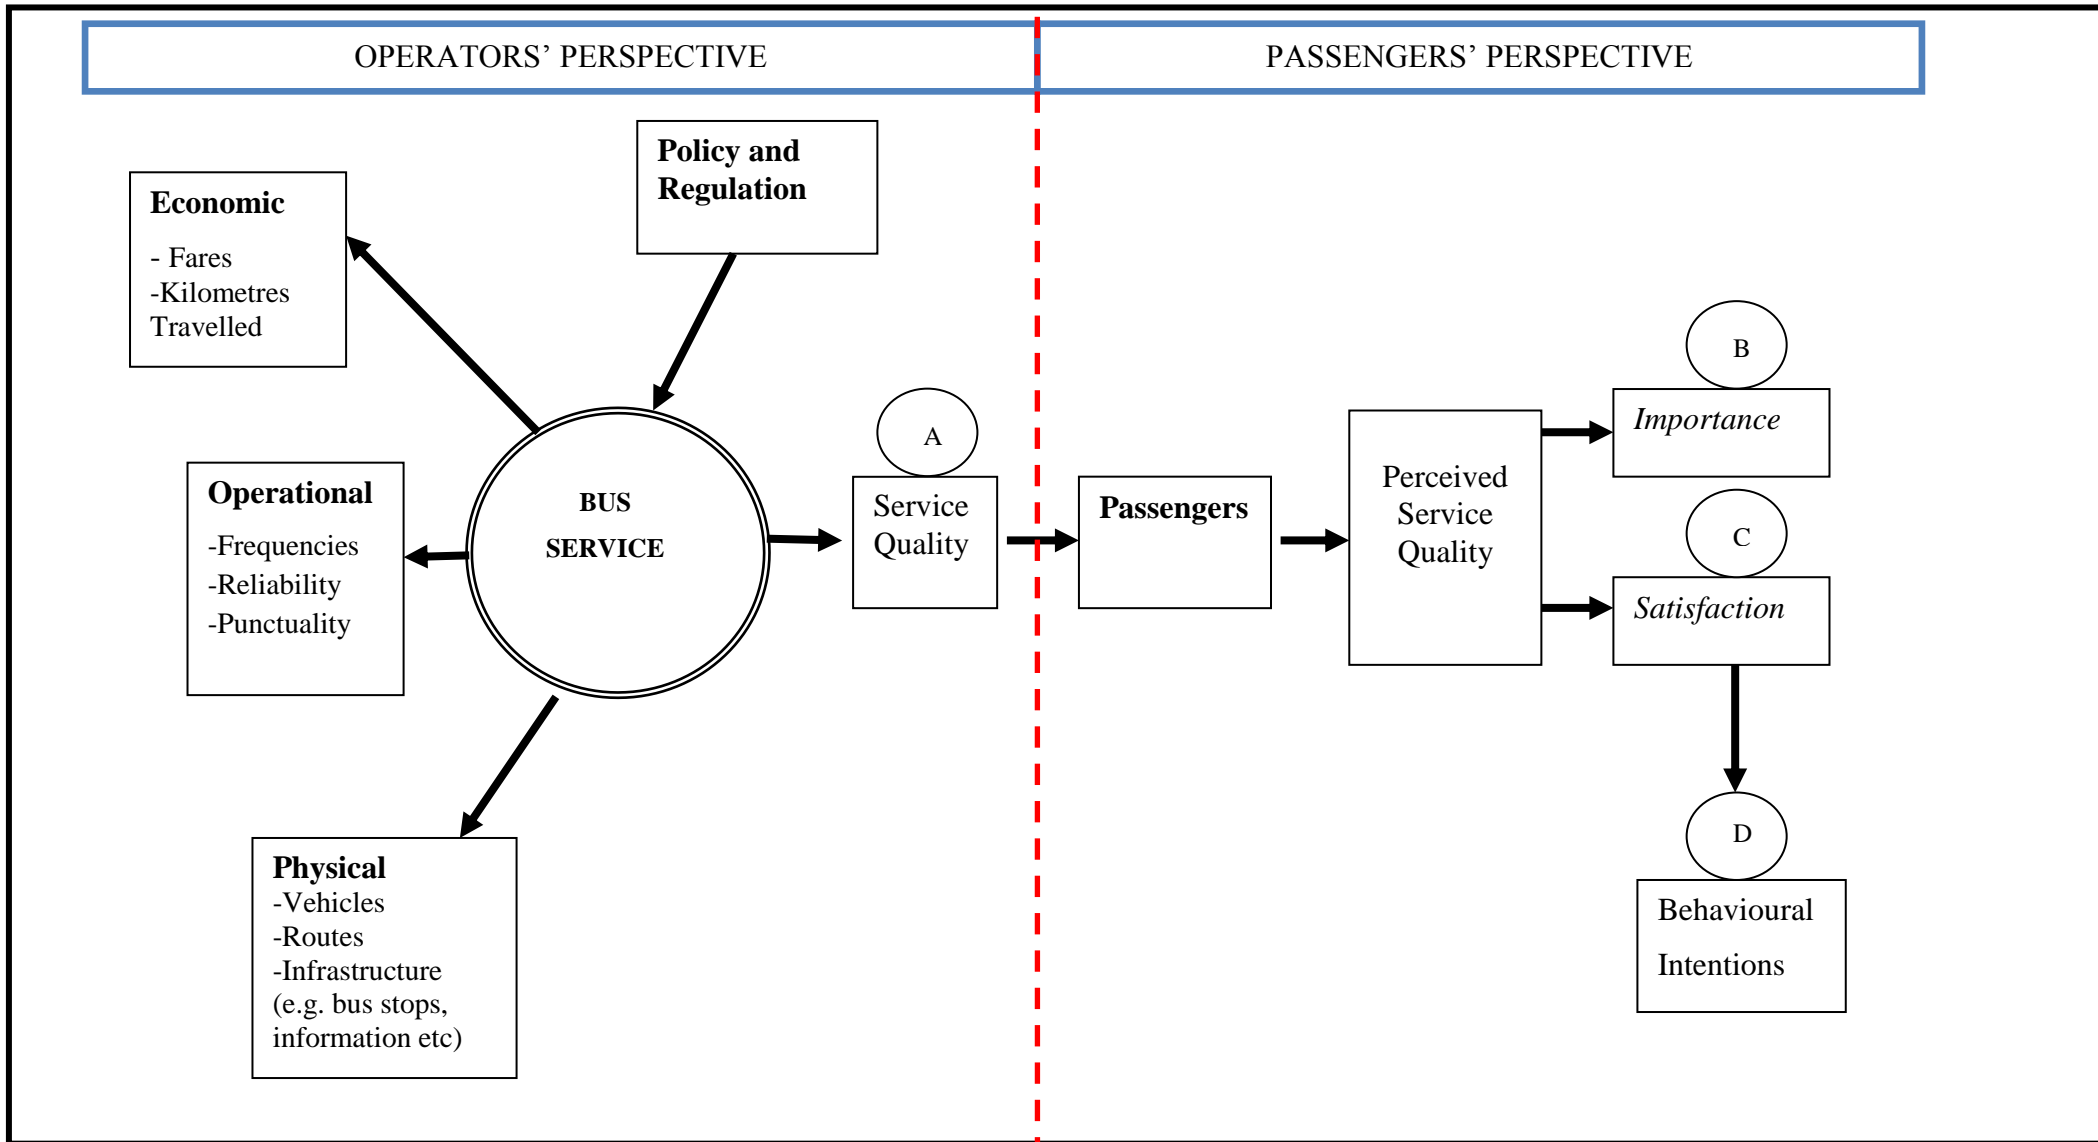 OPERATORS’ PERSPECTIVE
PASSENGERS’ PERSPECTIVE
Policy and
Regulation
Economic
- Fares
-Kilometres
Travelled
Operational
-Frequencies
-Reliability
-Punctuality
BUS
SERVICE
Physical
-Vehicles
-Routes
-Infrastructure
(e.g. bus stops,
information etc)
A
Service
Quality
Passengers
Perceived
Service
Quality
B
Importance
C
Satisfaction
D
Behavioural
Intentions